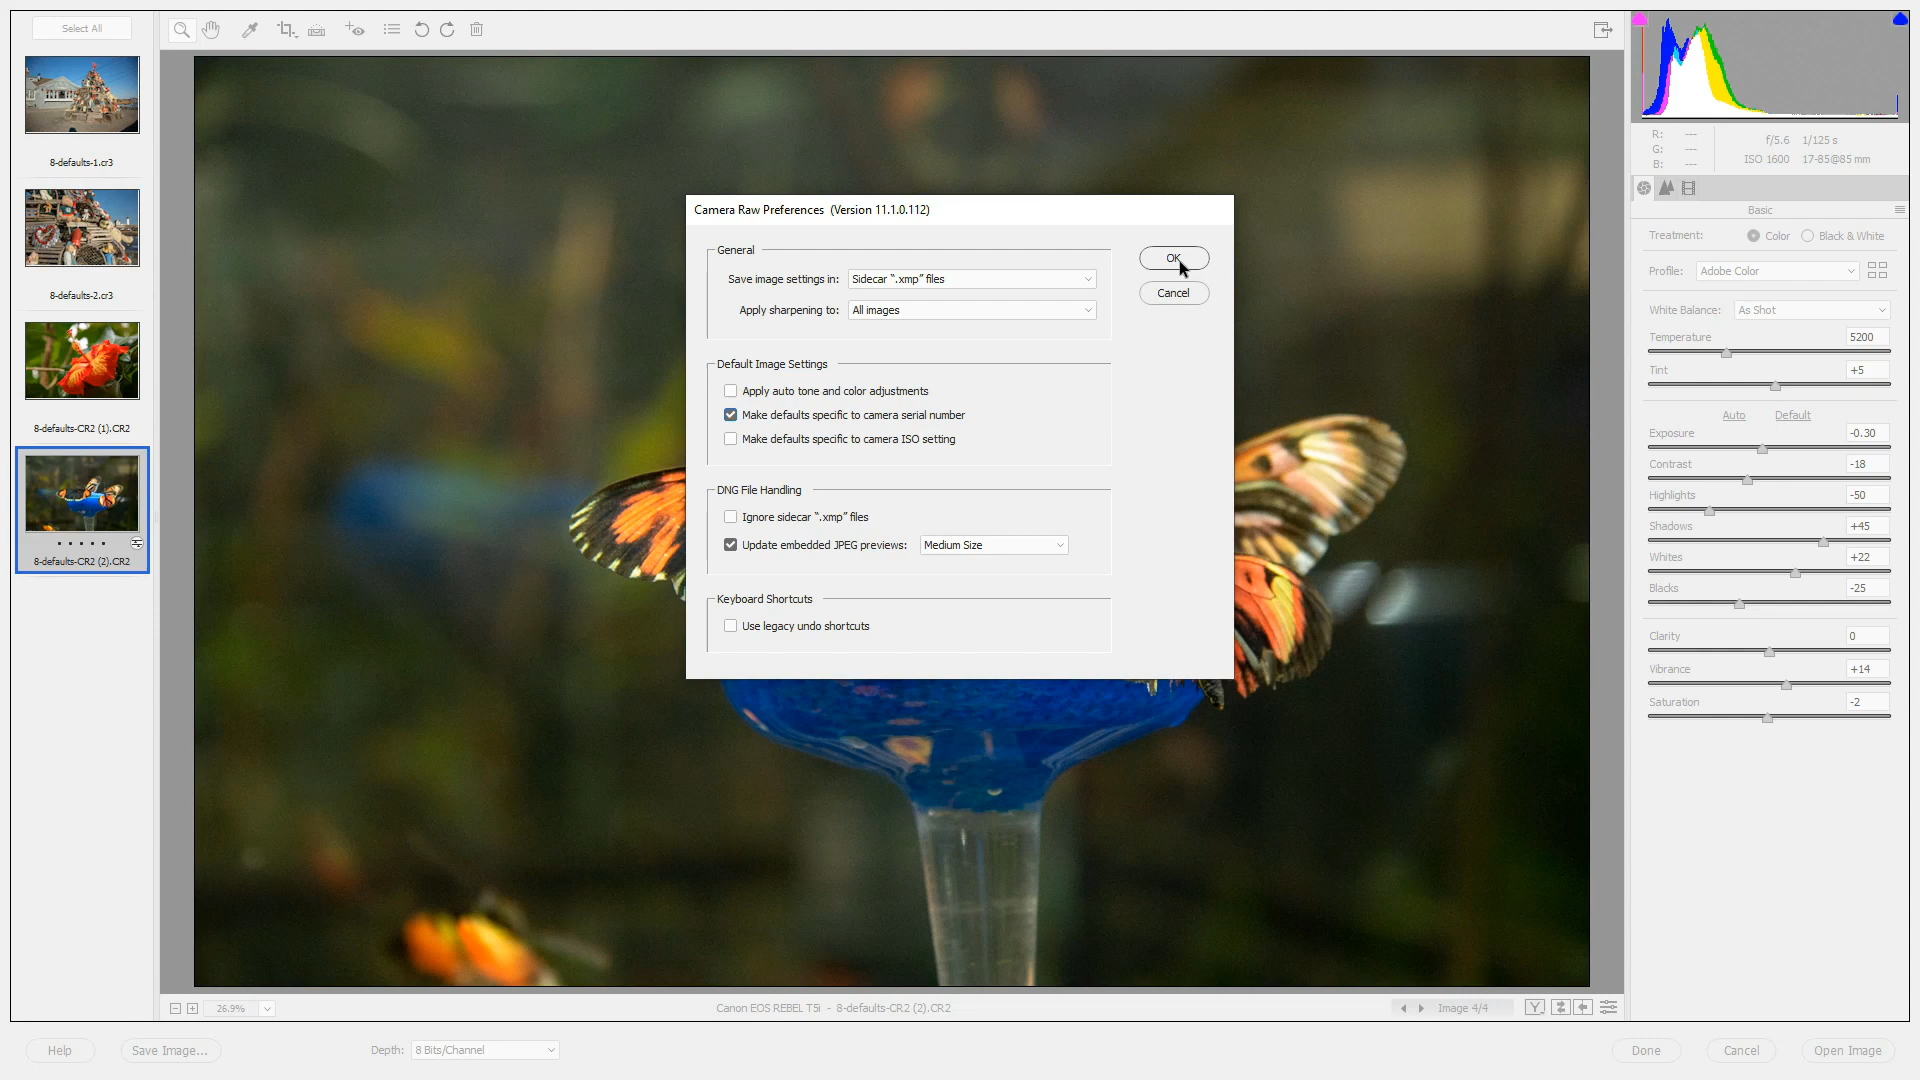 Select All
8-defaults-1.cr3
8-defaults-2.cr3
8-defaults-CR2 (1).CR2
8-defaults-CR2 (2).CR2
Camera Raw Preferences (Version 11.1.0.112)
General
Save image settings in: Sidecar “.xmp” files
Apply sharpening to: All images
OK
Cancel
Default Image Settings
Apply auto tone and color adjustments
Make defaults specific to camera serial number
Make defaults specific to camera ISO setting
DNG File Handling
Ignore sidecar “.xmp” files
Update embedded JPEG previews: Medium Size
Keyboard Shortcuts
Use legacy undo shortcuts
R: ---
G: ---
B: ---
f/5.6 1/125 s
ISO 1600 17-85@85 mm
Basic
Treatment: Color Black & White
Profile: Adobe Color
White Balance: As Shot
Temperature 5200
Tint +5
Auto Default
Exposure -0.30
Contrast -18
Highlights -50
Shadows +45
Whites +22
Blacks -25
Clarity 0
Vibrance +14
Saturation -2
26.9%
Canon EOS REBEL T5i - 8-defaults-CR2 (2).CR2
Image 4/4
Y
Help
Save Image...
Depth: 8 Bits/Channel
Done
Cancel
Open Image